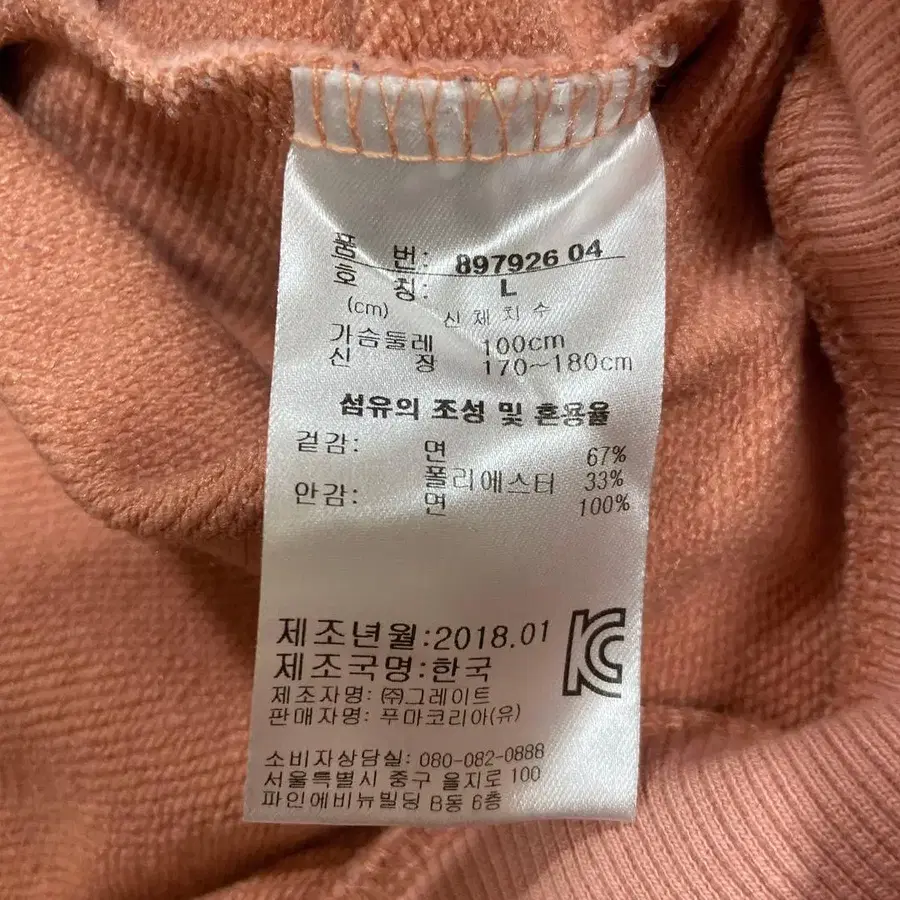 품 번: 897926 04
호 칭: L
(cm) 신체치수
가슴둘레 100cm
신 장 170~180cm
섬유의 조성 및 혼용율
겉감: 면 67%
폴리에스터 33%
안감: 면 100%
제조년월:2018.01
제조국명:한국
제조자명: ㈜그레이트
판매자명: 푸마코리아(유)
소비자상담실: 080-082-0888
서울특별시 중구 을지로 100
파인에비뉴빌딩 B동 6층
KC